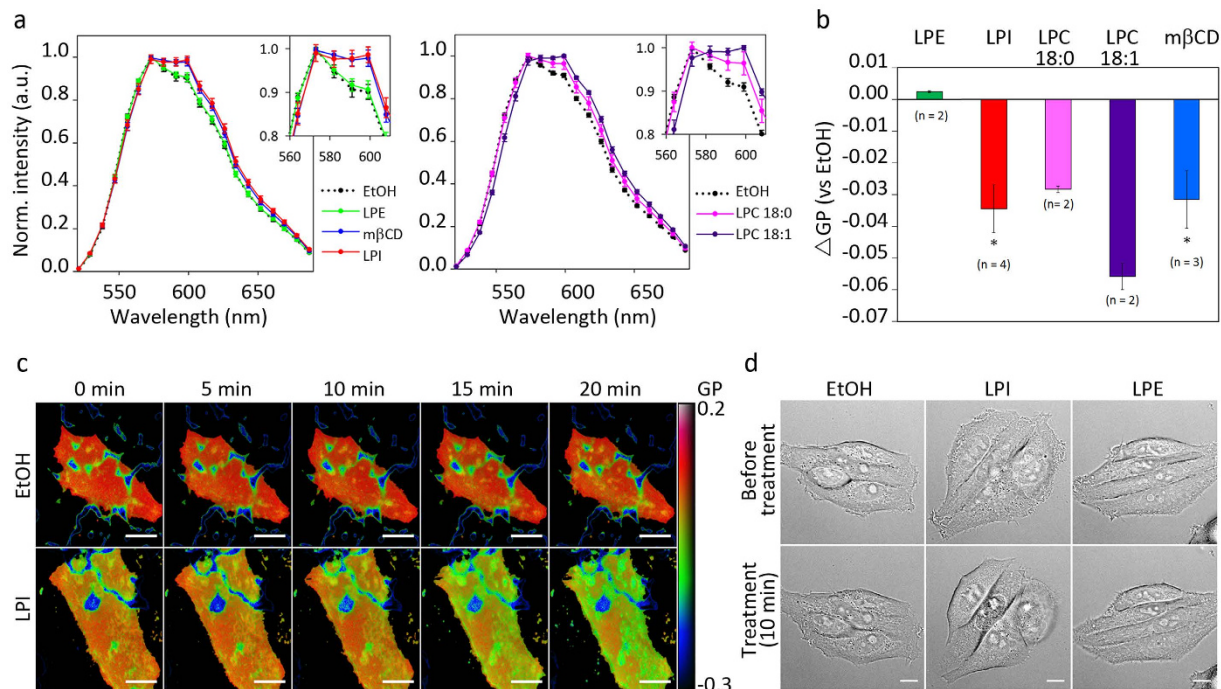 a
Norm. intensity (a.u.)
1.0
0.8
0.6
0.4
0.2
0.0
550 600 650
Wavelength (nm)
1.0
0.9
0.8
560 580 600
EtOH
LPE
mβCD
LPI
1.0
0.8
0.6
0.4
0.2
0.0
550 600 650
Wavelength (nm)
1.0
0.9
0.8
560 580 600
EtOH
LPC 18:0
LPC 18:1
b
LPE LPI LPC LPC mβCD
18:0 18:1
△GP (vs EtOH)
0.01
0.00
-0.01
-0.02
-0.03
-0.04
-0.05
-0.06
-0.07
(n = 2)
*
(n = 4)
(n = 2)
(n = 2)
*
(n = 3)
c
0 min 5 min 10 min 15 min 20 min GP
EtOH
LPI
0.2
-0.3
d
EtOH LPI LPE
Before
treatment
Treatment
(10 min)